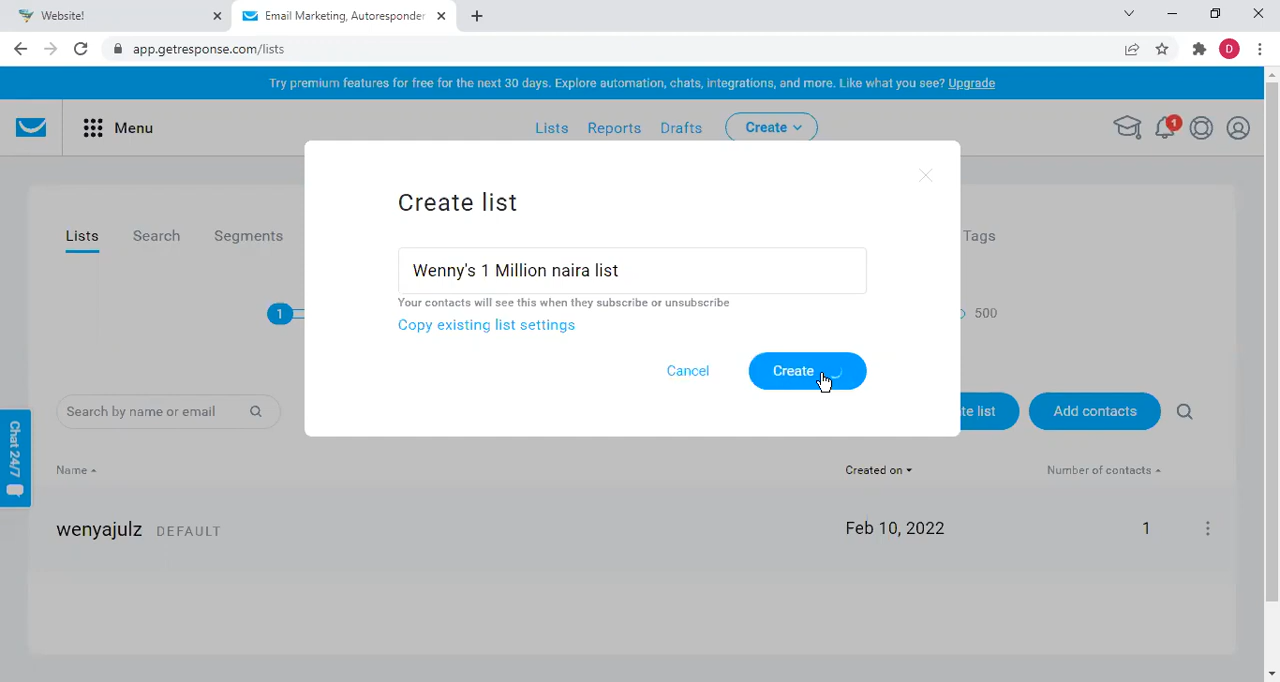 Website!
Email Marketing, Autoresponder
app.getresponse.com/lists
D
Try premium features for free for the next 30 days. Explore automation, chats, integrations, and more. Like what you see? Upgrade
Menu
Lists Reports Drafts Create
1
Create list
Lists Search Segments Tags
Wenny's 1 Million naira list
Your contacts will see this when they subscribe or unsubscribe
1 500
Copy existing list settings
Cancel Create
Search by name or email list Add contacts
Chat 24/7
Name Created on Number of contacts
wenyajulz DEFAULT Feb 10, 2022 1